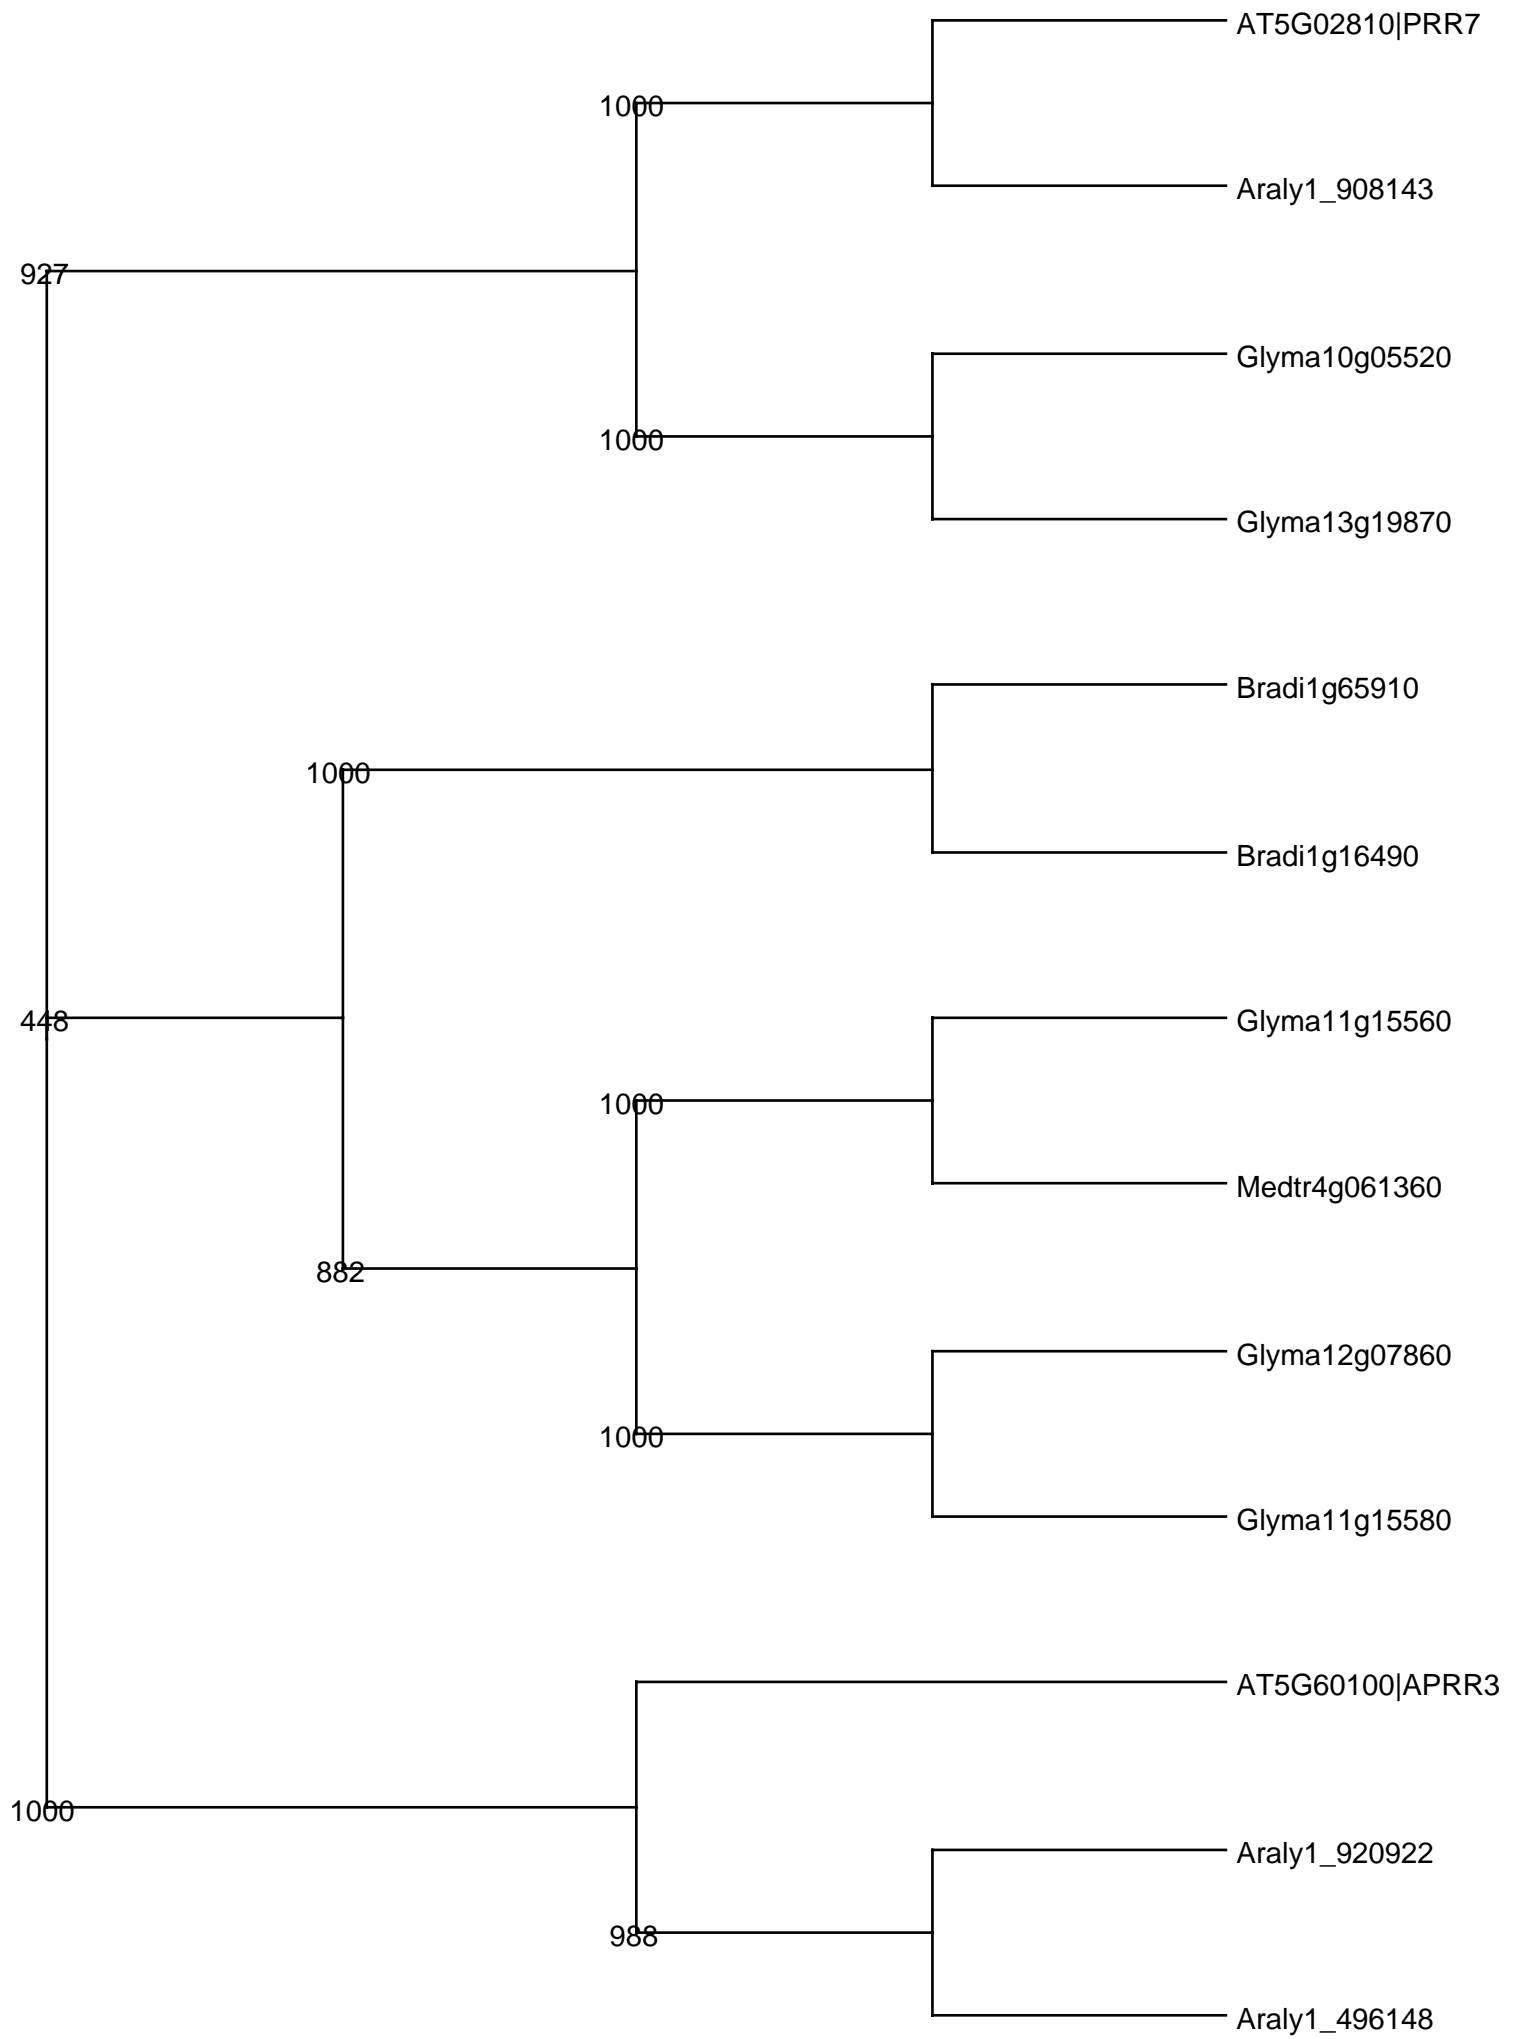 AT5G02810|PRR7
1000
Araly1_908143
927
Glyma10g05520
1000
Glyma13g19870
Bradi1g65910
1000
Bradi1g16490
448
Glyma11g15560
1000
Medtr4g061360
882
Glyma12g07860
1000
Glyma11g15580
AT5G60100|APRR3
1000
Araly1_920922
988
Araly1_496148